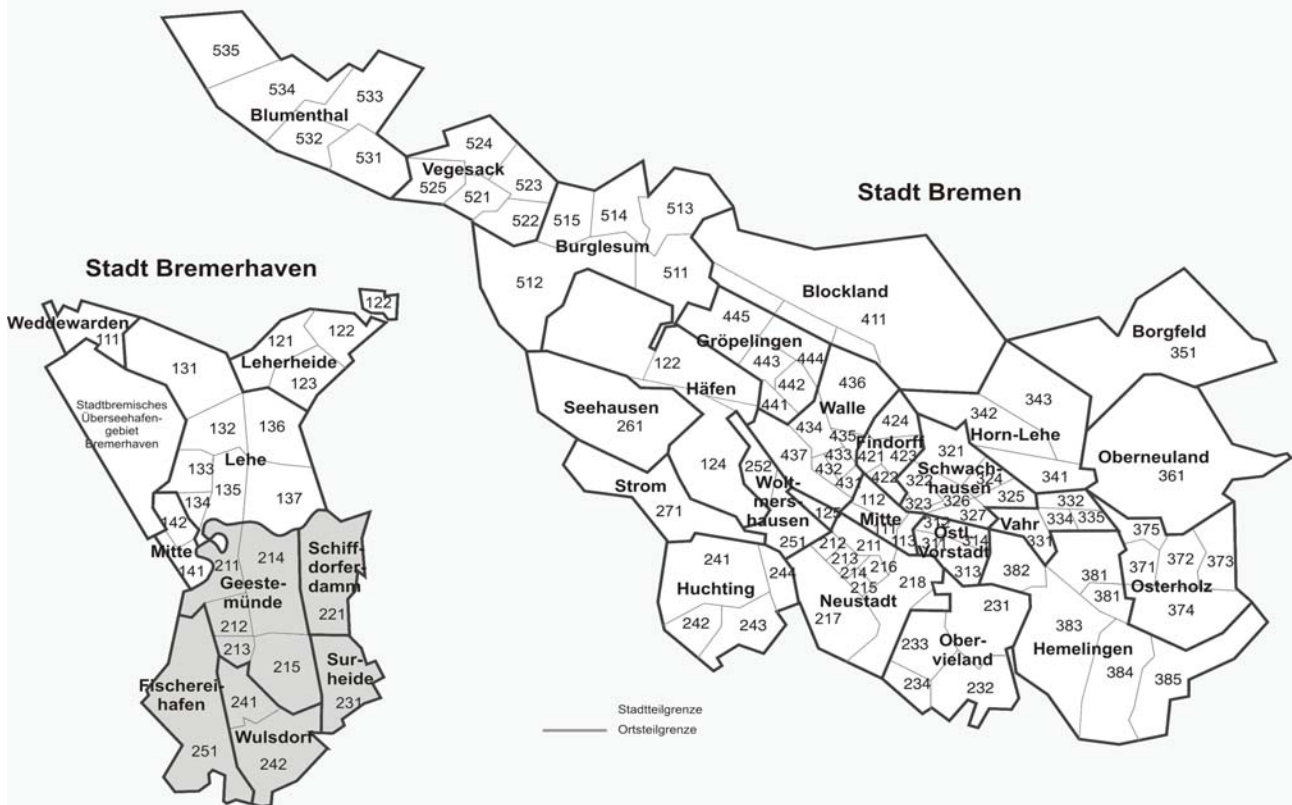 535
534
533
Blumenthal
532
531
524
Vegesack
525
523
521
522
515
514
513
Burglesum
512
511
Stadt Bremen
Blockland
411
Borgfeld
351
445
Gröpelingen
443
444
442
441
122
Häfen
436
Walle
434
435
433
437
432
431
424
Findorff
421
423
422
342
343
Horn-Lehe
341
321
Schwach-
hausen
322
324
323
326
325
327
Oberneuland
361
Seehausen
261
124
252
Strom
271
Wolt-
mers-
hausen
125
251
112
Mitte
111
113
312
311
Östl.
Vorstadt
314
313
Vahr
331
332
334
335
375
371
372
373
Osterholz
374
241
Huchting
244
242
243
212
211
213
214
216
215
218
Neustadt
217
231
233
Ober-
vieland
234
232
382
381
381
383
Hemelingen
384
385
Stadt Bremerhaven
Weddewarden
111
122
121
122
Leherheide
123
131
Stadtbremisches
Überseehafen-
gebiet
Bremerhaven
132
136
133
Lehe
134
135
137
142
Mitte
141
211
214
Geeste-
münde
212
213
215
Schiff-
dorfer-
damm
221
Sur-
heide
231
Fischerei-
hafen
251
241
Wulsdorf
242
Stadtteilgrenze
Ortsteilgrenze